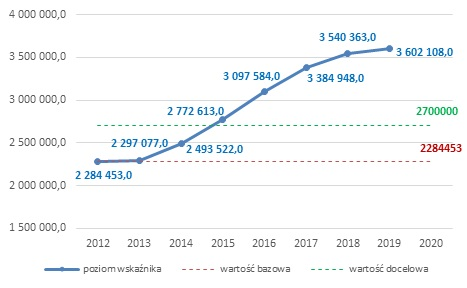 4 000 000,0
3 500 000,0
3 000 000,0
2 500 000,0
2 000 000,0
1 500 000,0
2 284 453,0
2 297 077,0
2 493 522,0
2 772 613,0
3 097 584,0
3 384 948,0
3 540 363,0
3 602 108,0
2700000
2284453
2012 2013 2014 2015 2016 2017 2018 2019 2020
poziom wskaźnika wartość bazowa wartość docelowa